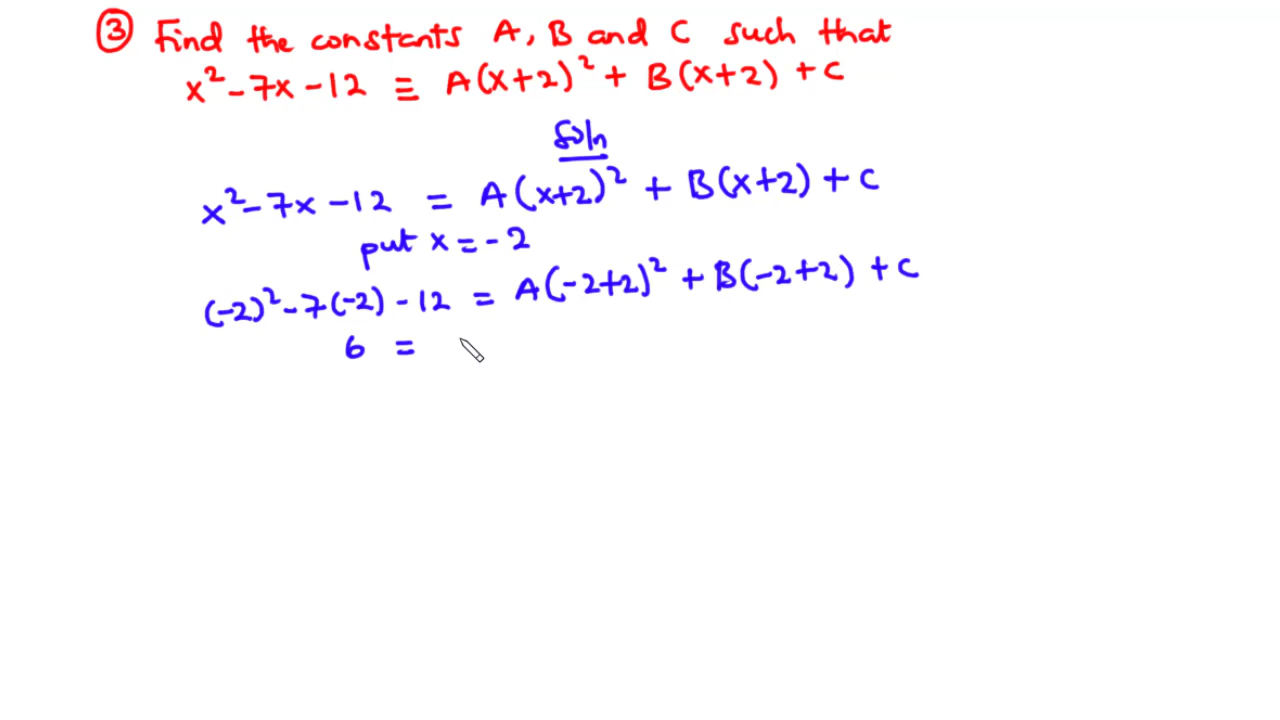 ③ Find the constants A, B and C such that
x² - 7x - 12 ≡ A(x+2)² + B(x+2) + C
Soln
x² - 7x - 12 = A(x+2)² + B(x+2) + C
put x = -2
(-2)² - 7(-2) - 12 = A(-2+2)² + B(-2+2) + C
6 =